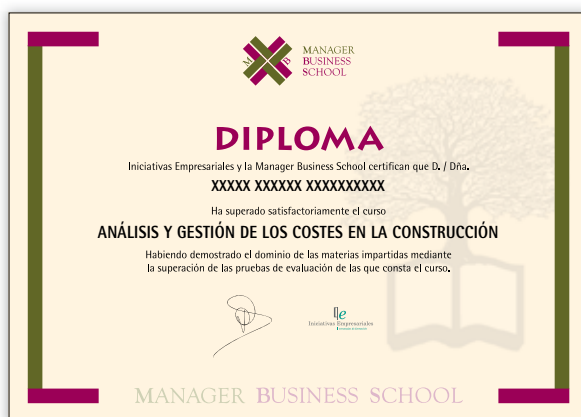 M B
MANAGER
BUSINESS
SCHOOL
DIPLOMA
Iniciativas Empresariales y la Manager Business School certifican que D. / Dña.
XXXXX XXXXXX XXXXXXXXXX
Ha superado satisfactoriamente el curso
ANÁLISIS Y GESTIÓN DE LOS COSTES EN LA CONSTRUCCIÓN
Habiendo demostrado el dominio de las materias impartidas mediante
la superación de las pruebas de evaluación de las que consta el curso.
Iniciativas Empresariales
MANAGER BUSINESS SCHOOL